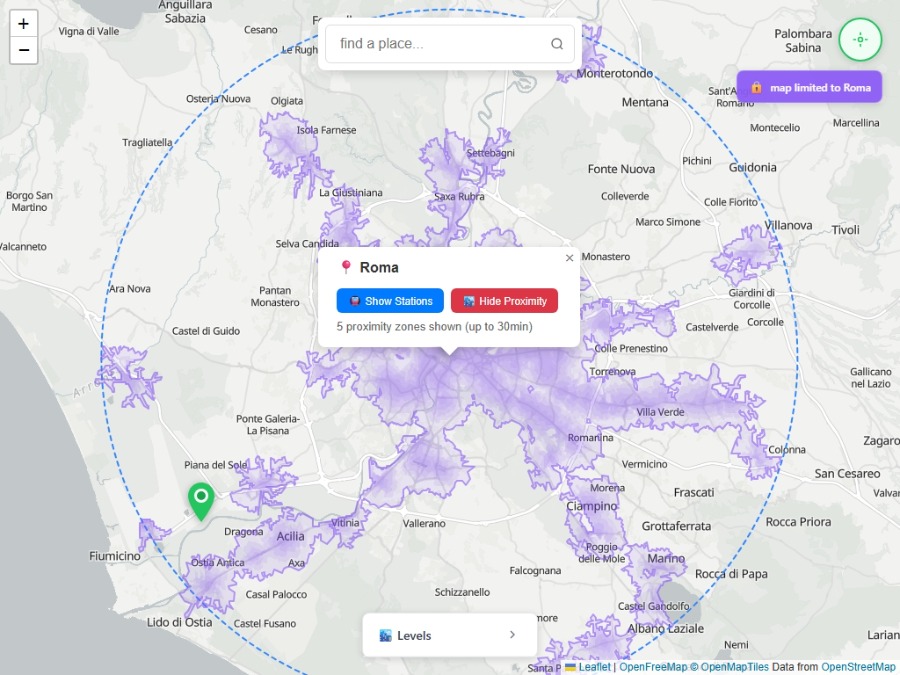 Anguillara
Sabazia
Vigna di Valle
Cesano
Le Rugh
find a place...
Monterotondo
Palombara
Sabina
map limited to Roma
Mentana
Marcellina
Montecelio
Osteria Nuova
Olgiata
Isola Farnese
Tragliatella
Settebagni
Pichini
Guidonia
Fonte Nuova
Borgo San
Martino
La Giustiniana
Saxa Rubra
Colleverde
Colle Fiorito
Marco Simone
Villanova
Tivoli
Valcanneto
Selva Candida
Monastero
Roma
×
Show Stations
Hide Proximity
5 proximity zones shown (up to 30min)
Ara Nova
Pantan
Monastero
Giardini di
Corcolle
Corcolle
Castelverde
Castel di Guido
Colle Prenestino
Torrenova
Gallicano
nel Lazio
Arr
Villa Verde
Ponte Galeria-
La Pisana
Romanina
Colonna
Zagaro
Piana del Sole
Vermicino
San Cesareo
Morena
Ciampino
Frascati
Valvar
Dragona
Acilia
Vitinia
Vallerano
Grottaferrata
Rocca Priora
Fiumicino
Ostia Antica
Axa
Poggio
delle Mole
Marino
Falcognana
Rocca di Papa
Casal Palocco
Schizzanello
Castel Gandolfo
Lido di Ostia
Castel Fusano
more
Albano Laziale
Larian
Nemi
Levels
Santa P
Leaflet | OpenFreeMap © OpenMapTiles Data from OpenStreetMap
+
−